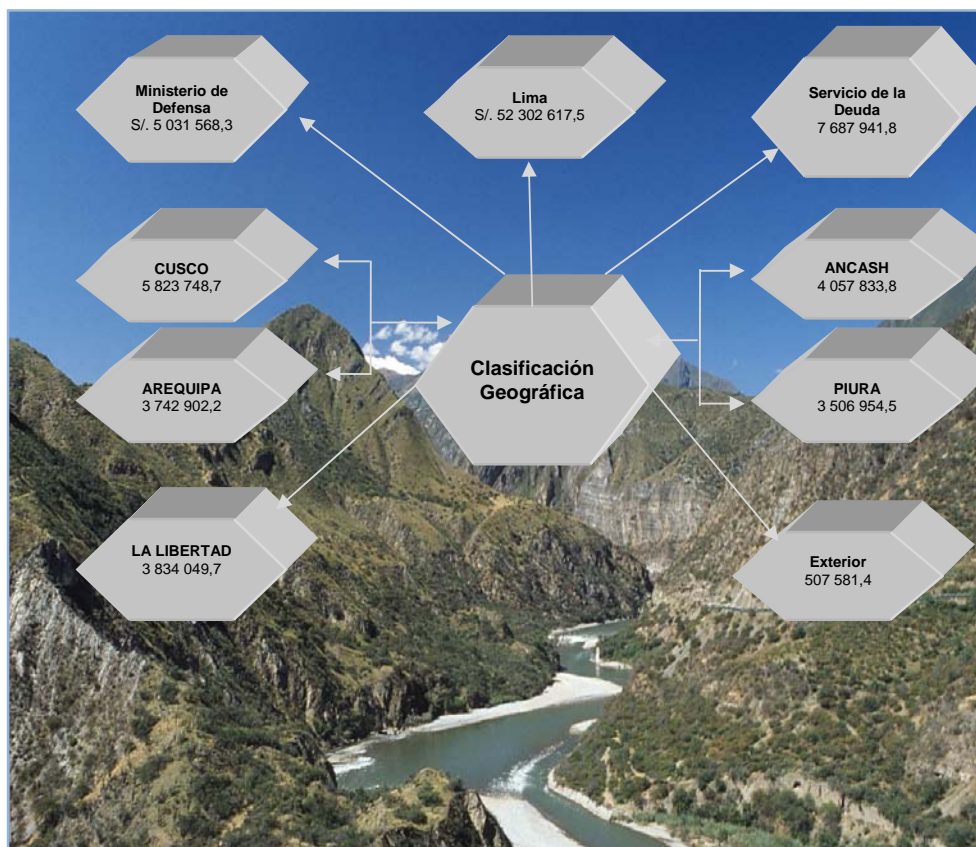 Ministerio de
Defensa
S/. 5 031 568,3
Lima
S/. 52 302 617,5
Servicio de la
Deuda
7 687 941,8
CUSCO
5 823 748,7
ANCASH
4 057 833,8
Clasificación
Geográfica
AREQUIPA
3 742 902,2
PIURA
3 506 954,5
LA LIBERTAD
3 834 049,7
Exterior
507 581,4